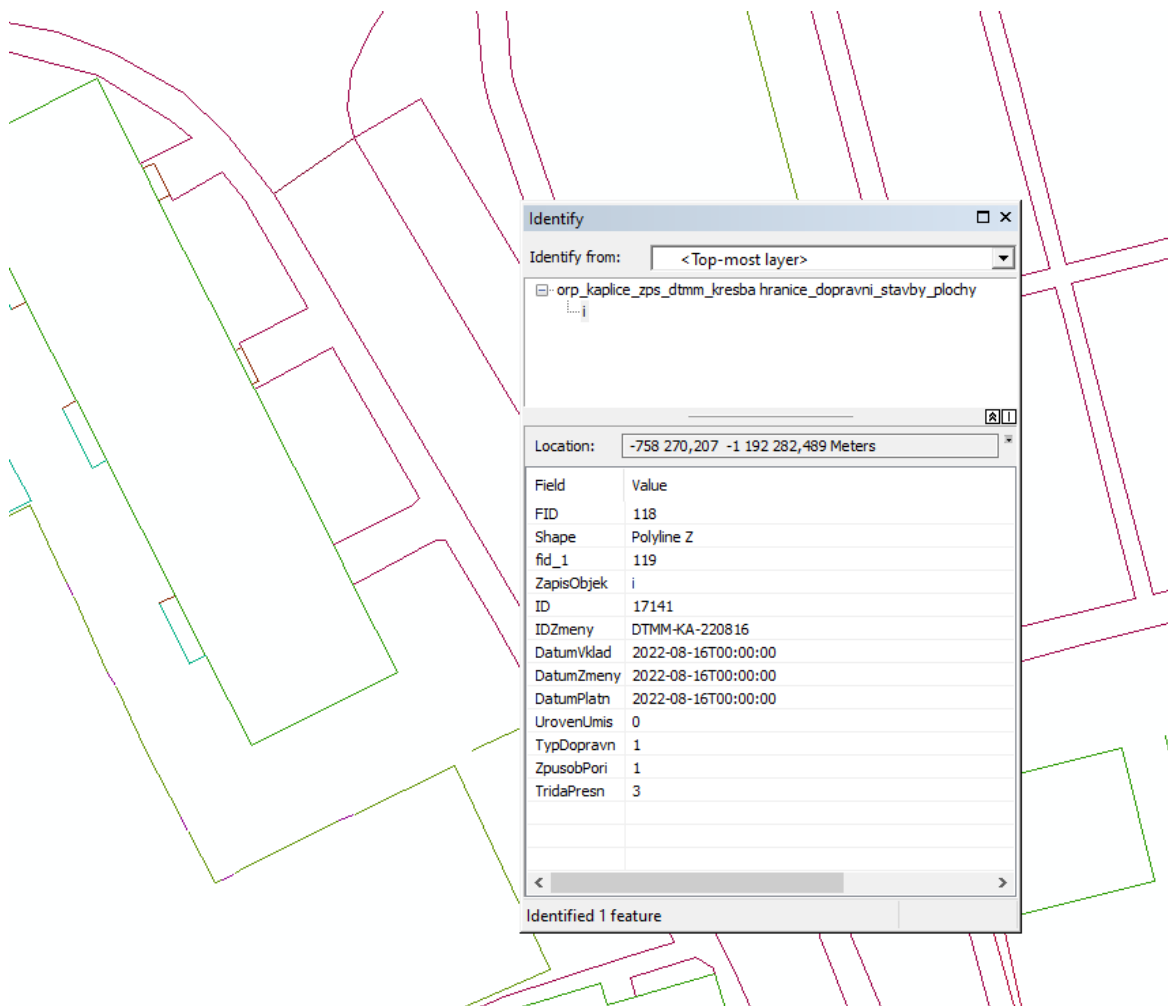 Identify
Identify from: <Top-most layer>
orp_kaplice_zps_dtmm_kresba hranice_dopravni_stavby_plochy
i
Location: -758 270,207 -1 192 282,489 Meters
Field Value
FID 118
Shape Polyline Z
fid_1 119
ZapisObjek i
ID 17141
IDZmeny DTMM-KA-220816
DatumVklad 2022-08-16T00:00:00
DatumZmeny 2022-08-16T00:00:00
DatumPlatn 2022-08-16T00:00:00
UrovenUmis 0
TypDopravn 1
ZpusobPori 1
TridaPresn 3
Identified 1 feature